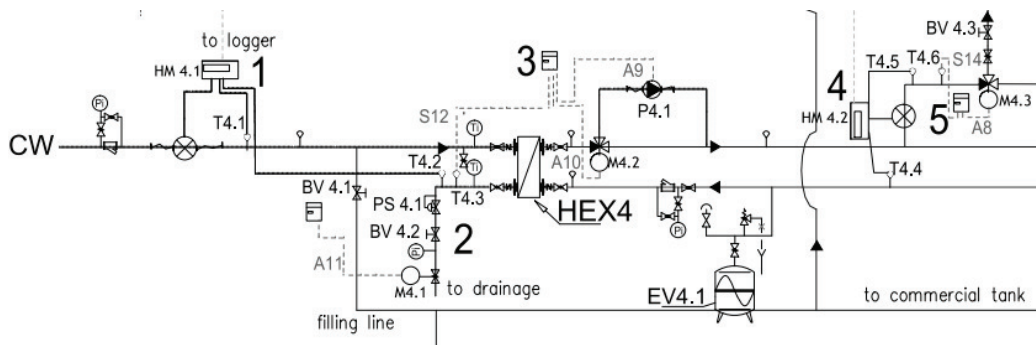 to logger
HM 4.1
1
Pi
CW
T4.1
S12
3
A9
P4.1
Ti
T4.2
Ti
T4.3
A10
M4.2
HEX4
BV 4.1
PS 4.1
BV 4.2
2
Pi
A11
M4.1
to drainage
filling line
Pi
EV4.1
4
HM 4.2
T4.5
T4.6
BV 4.3
S14
M4.3
5
A8
T4.4
to commercial tank